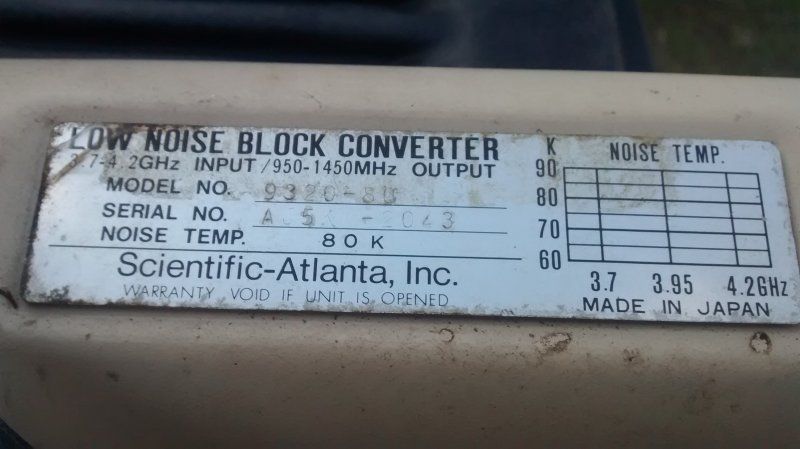 LOW NOISE BLOCK CONVERTER
3.7-4.2GHz INPUT/950-1450MHz OUTPUT
MODEL NO. 9320-80
SERIAL NO.
NOISE TEMP. 80K
Scientific-Atlanta, Inc.
WARRANTY VOID IF UNIT IS OPENED
K NOISE TEMP.
90
80
70
60
3.7 3.95 4.2GHz
MADE IN JAPAN